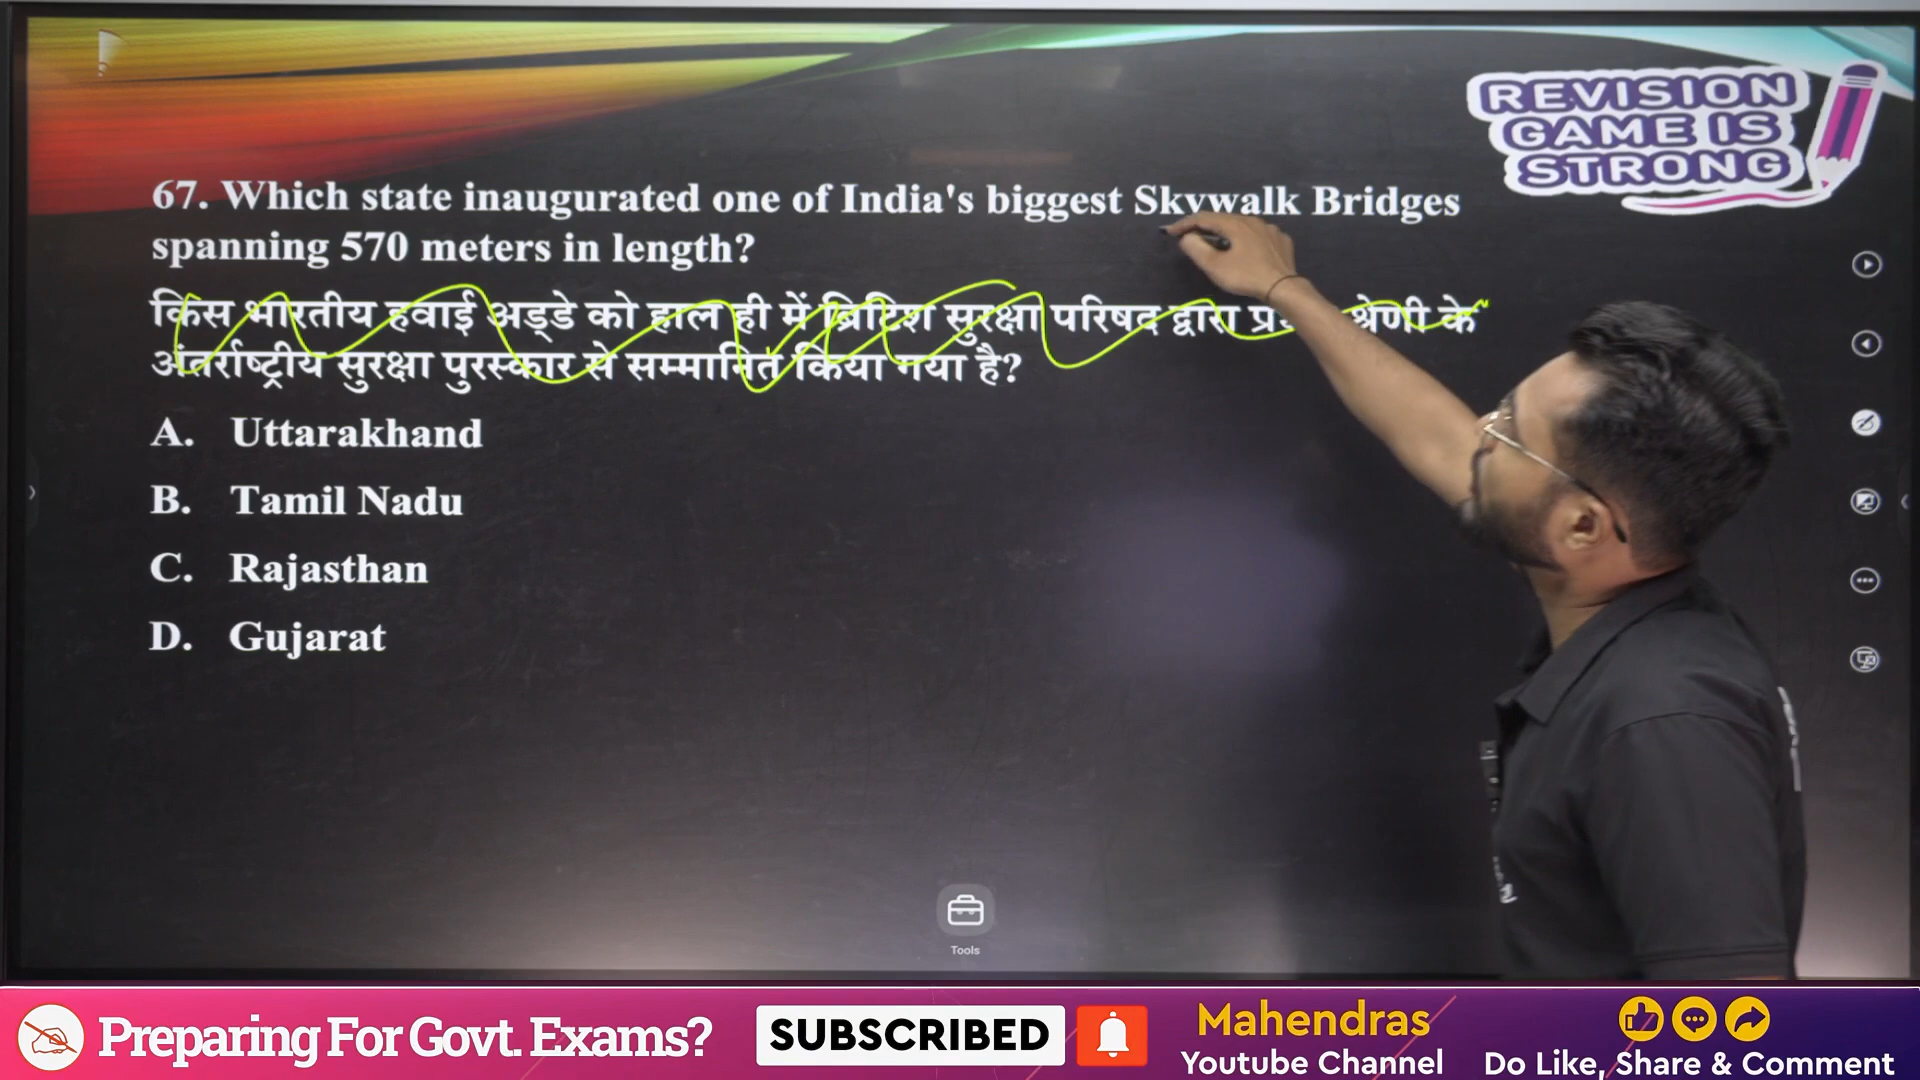 REVISION
GAME IS
STRONG
67. Which state inaugurated one of India's biggest Skywalk Bridges
spanning 570 meters in length?
किस भारतीय हवाई अड्डे को हाल ही में ब्रिटिश सुरक्षा परिषद द्वारा श्रेणी के
अंतर्राष्ट्रीय सुरक्षा पुरस्कार से सम्मानित किया गया है?
A. Uttarakhand
B. Tamil Nadu
C. Rajasthan
D. Gujarat
Tools
Preparing For Govt. Exams?
SUBSCRIBED
Mahendras
Youtube Channel
Do Like, Share & Comment